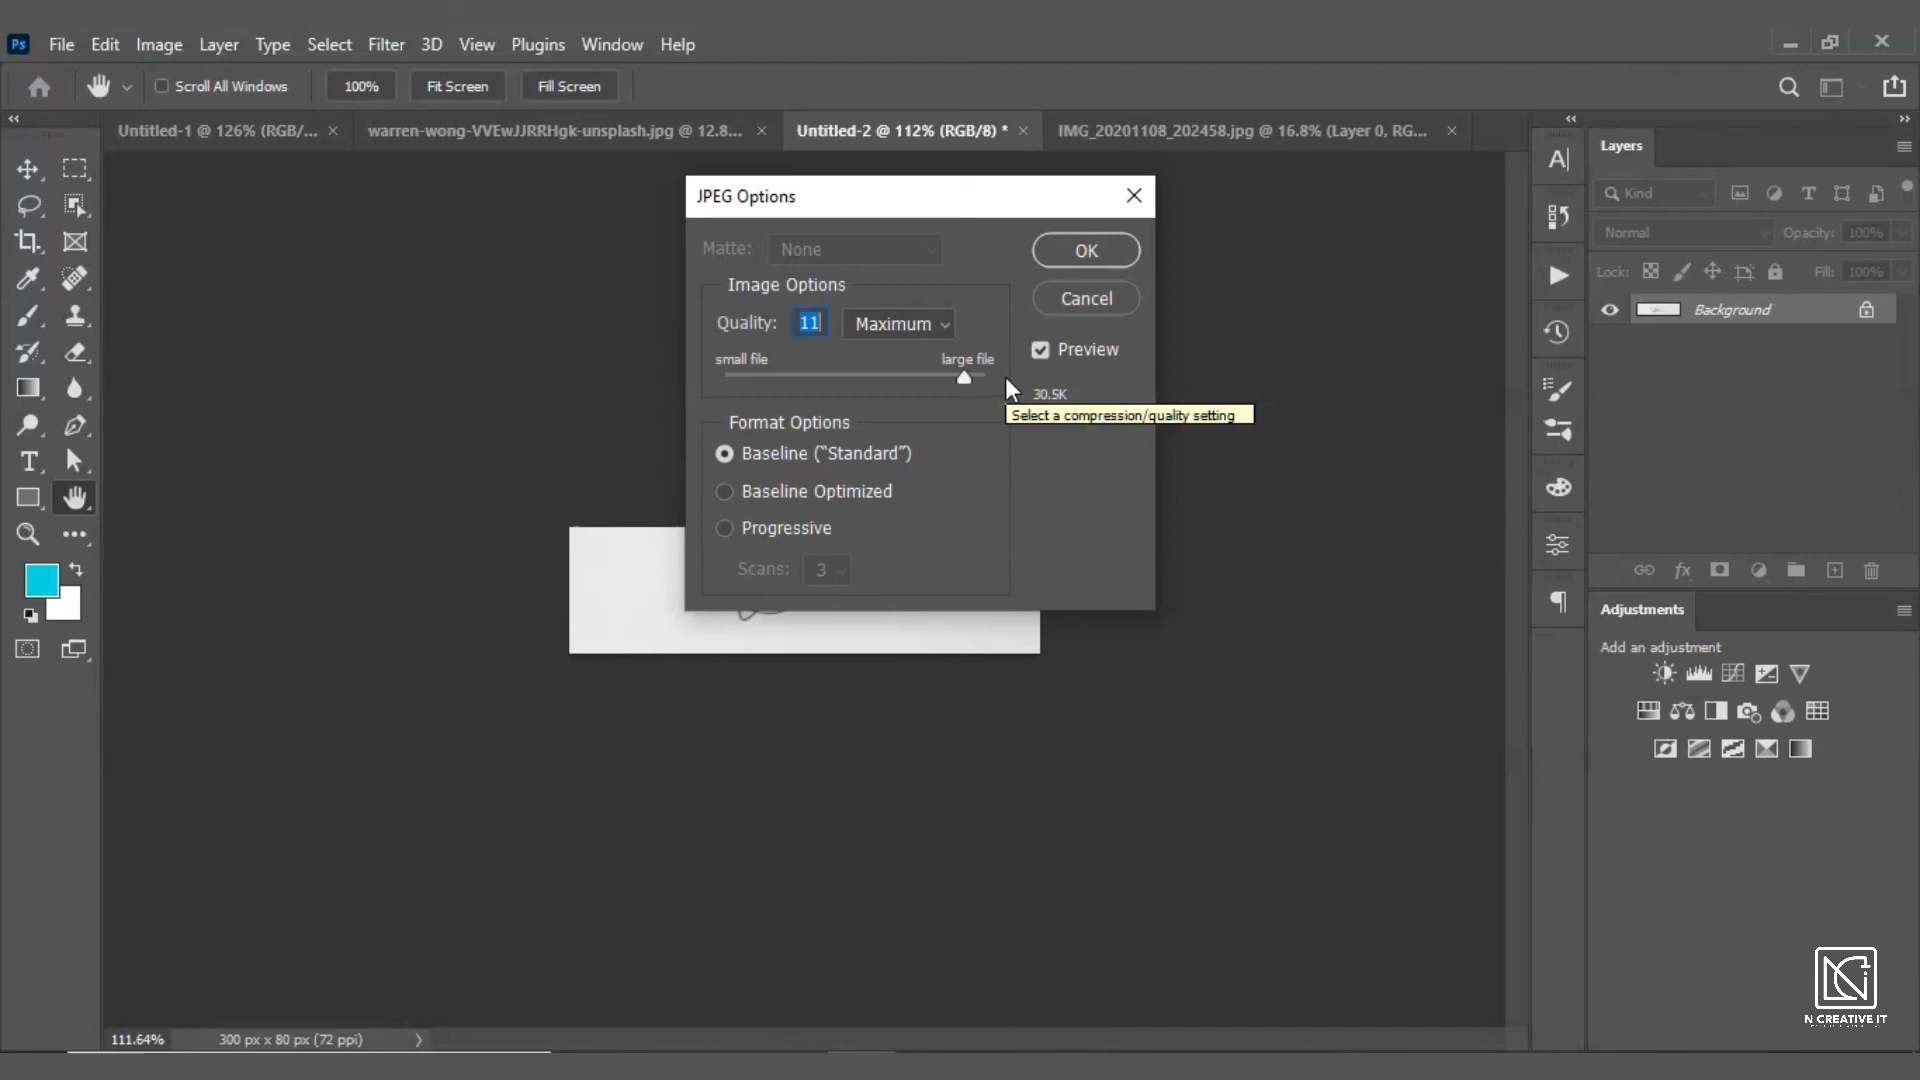 Ps File Edit Image Layer Type Select Filter 3D View Plugins Window Help
Scroll All Windows 100% Fit Screen Fill Screen
Untitled-1 @ 126% (RGB/... × warren-wong-VVEwJJRRHgk-unsplash.jpg @ 12.8... × Untitled-2 @ 112% (RGB/8) * × IMG_20201108_202458.jpg @ 16.8% (Layer 0, RG... ×
JPEG Options
Matte: None
OK
Image Options
Cancel
Quality: 11 Maximum
Preview
small file large file
30.5K
Select a compression/quality setting
Format Options
Baseline (“Standard”)
Baseline Optimized
Progressive
Scans: 3
Layers
Kind
Normal Opacity: 100%
Lock: Fill: 100%
Background
fx
Adjustments
Add an adjustment
111.64% 300 px x 80 px (72 ppi)
N CREATIVE IT